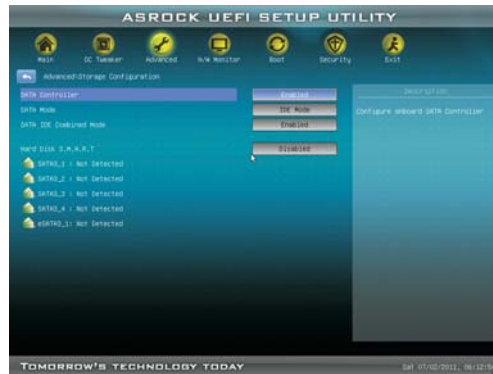 ASROCK UEFI SETUP UTILITY
Main OC Tweaker Advanced H/W Monitor Boot Security Exit
Advanced\Storage Configuration
Description
SATA Controller Enabled
Configure onboard SATA Controller
SATA Mode IDE Mode
SATA IDE Combined Mode Enabled
Hard Disk S.M.A.R.T Disabled
SATA3_1 : Not Detected
SATA3_2 : Not Detected
SATA3_3 : Not Detected
SATA3_4 : Not Detected
eSATA3_1: Not Detected
TOMORROW'S TECHNOLOGY TODAY
Sat 07/02/2011,